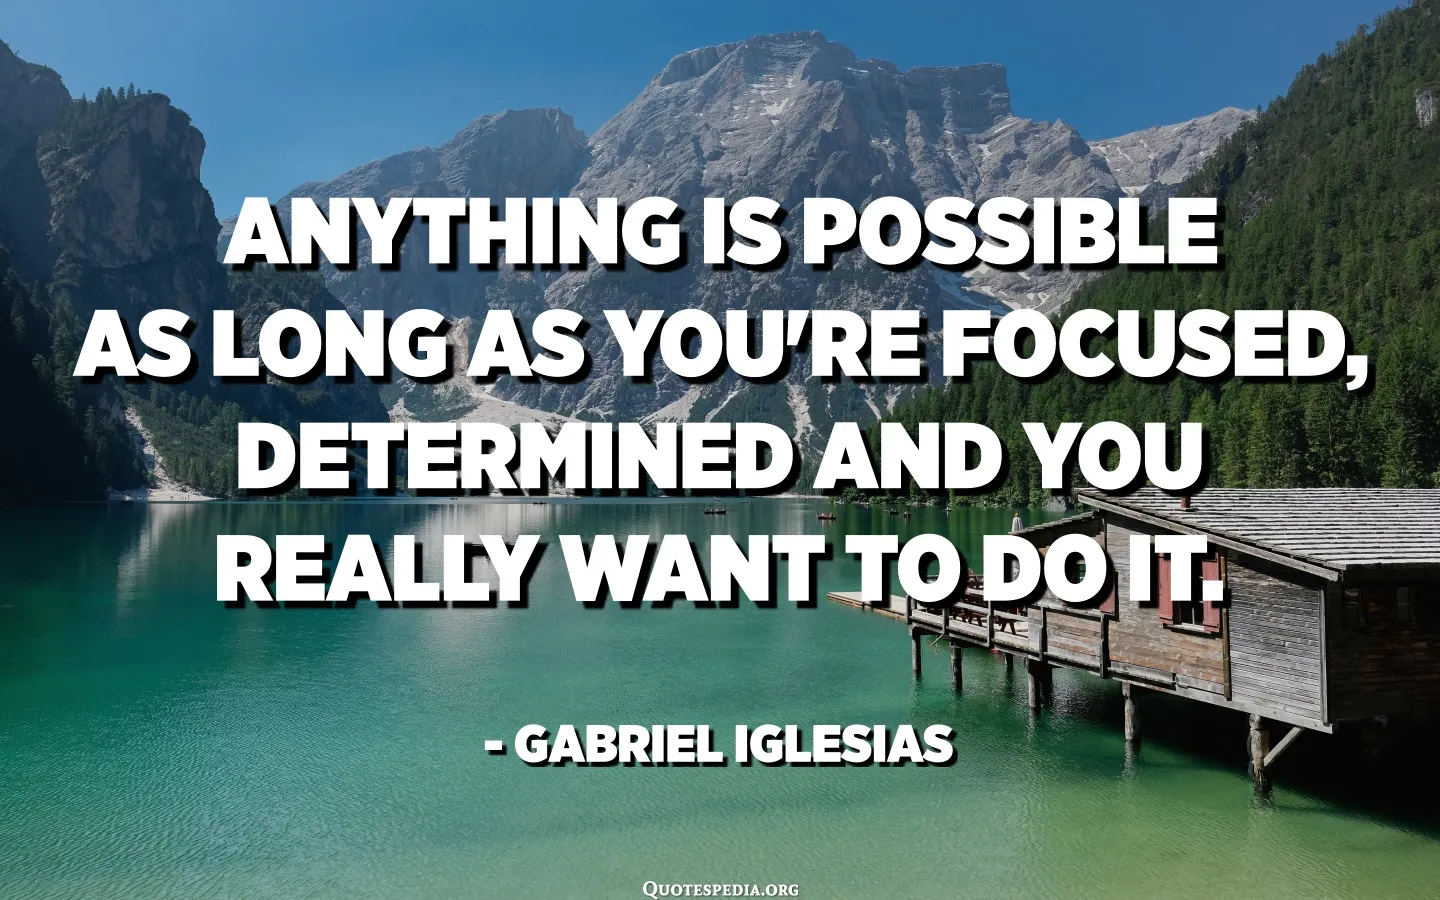 ANYTHING IS POSSIBLE
AS LONG AS YOU'RE FOCUSED,
DETERMINED AND YOU
REALLY WANT TO DO IT.
- GABRIEL IGLESIAS
QUOTESPEDIA.ORG